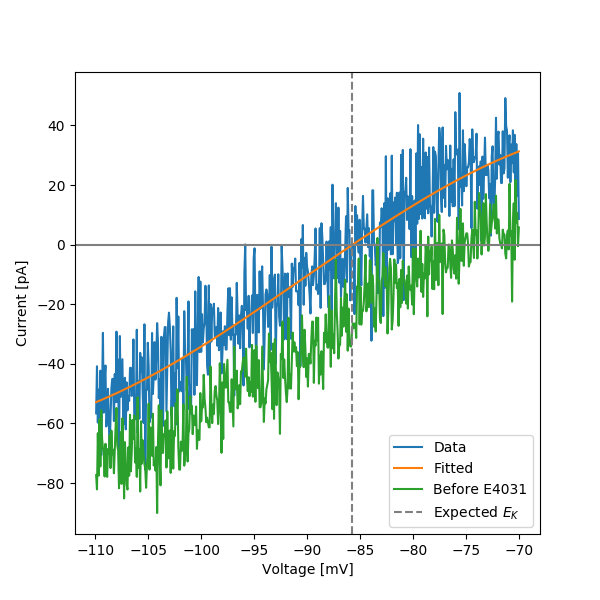 40
20
0
−20
−40
−60
−80
Current [pA]
−110
−105
−100
−95
−90
−85
−80
−75
−70
Voltage [mV]
Data
Fitted
Before E4031
Expected E_K